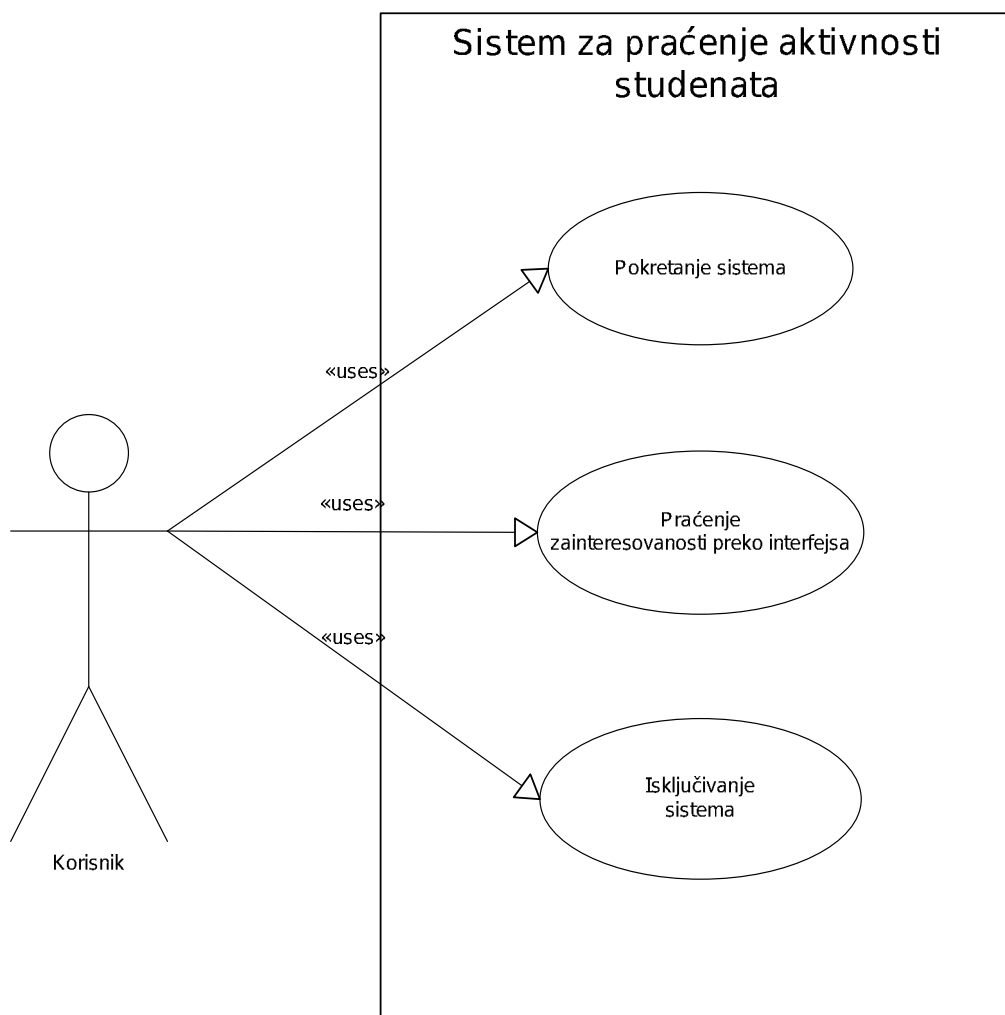 Sistem za praćenje aktivnosti
studenata
Pokretanje sistema
«uses»
«uses»
Praćenje
zainteresovanosti preko interfejsa
«uses»
Isključivanje
sistema
Korisnik